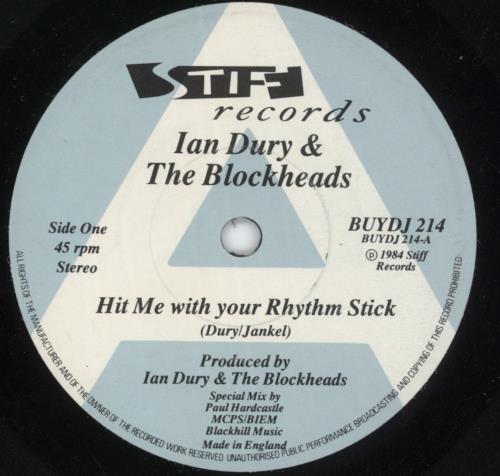 STIFF
records
Ian Dury &
The Blockheads
Side One
45 rpm
Stereo
BUYDJ 214
BUYDJ 214-A
℗ 1984 Stiff
Records
Hit Me with your Rhythm Stick
(Dury/Jankel)
Produced by
Ian Dury & The Blockheads
Special Mix by
Paul Hardcastle
MCPS/BIEM
Blackhill Music
Made in England
ALL RIGHTS OF THE MANUFACTURER AND OF THE OWNER OF THE RECORDED WORK RESERVED UNAUTHORISED PUBLIC PERFORMANCE BROADCASTING AND COPYING OF THIS RECORD PROHIBITED